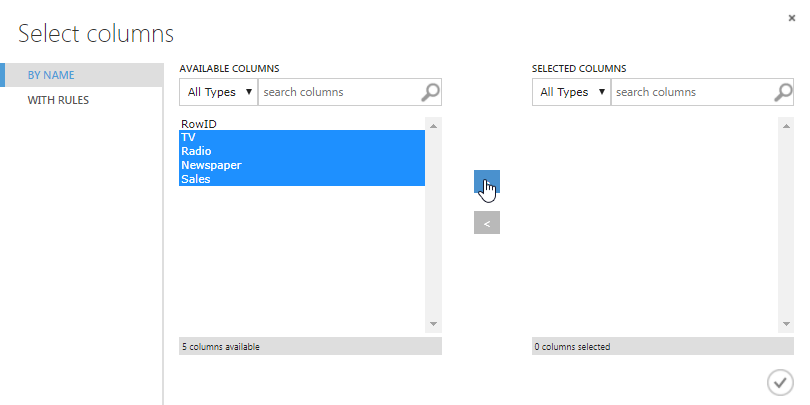 Select columns
BY NAME
WITH RULES
AVAILABLE COLUMNS
All Types
search columns
RowID
TV
Radio
Newspaper
Sales
5 columns available
<
SELECTED COLUMNS
All Types
search columns
0 columns selected